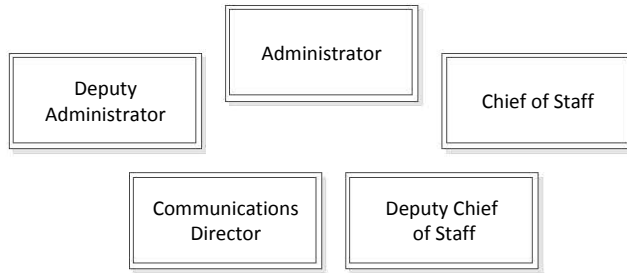 Administrator
Deputy
Administrator
Chief of Staff
Communications
Director
Deputy Chief
of Staff